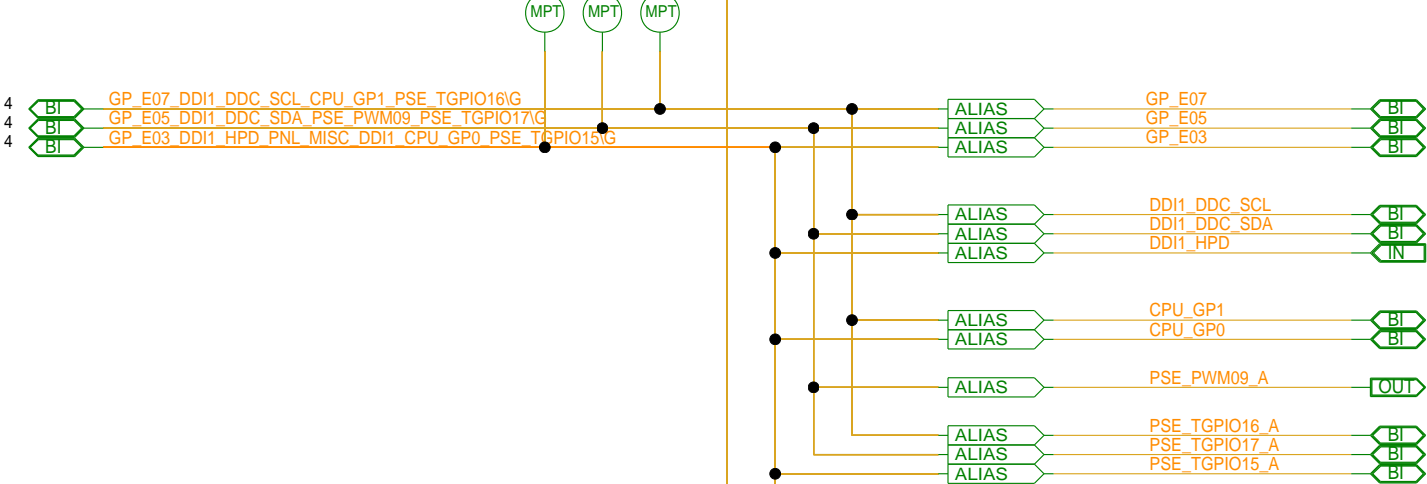 MPT MPT MPT
4 BI GP_E07_DDI1_DDC_SCL_CPU_GP1_PSE_TGPIO16\G ALIAS GP_E07 BI
4 BI GP_E05_DDI1_DDC_SDA_PSE_PWM09_PSE_TGPIO17\G ALIAS GP_E05 BI
4 BI GP_E03_DDI1_HPD_PNL_MISC_DDI1_CPU_GP0_PSE_TGPIO15\G ALIAS GP_E03 BI
ALIAS DDI1_DDC_SCL BI
ALIAS DDI1_DDC_SDA BI
ALIAS DDI1_HPD IN
ALIAS CPU_GP1 BI
ALIAS CPU_GP0 BI
ALIAS PSE_PWM09_A OUT
ALIAS PSE_TGPIO16_A BI
ALIAS PSE_TGPIO17_A BI
ALIAS PSE_TGPIO15_A BI